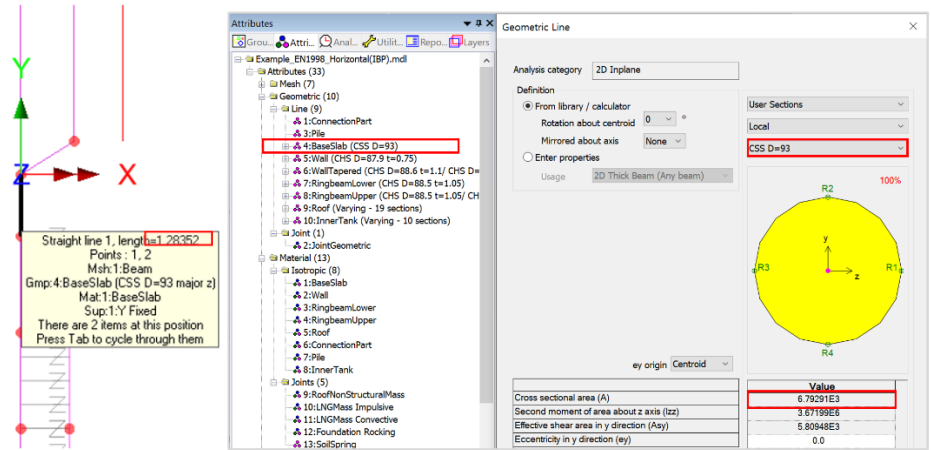 Y
Z
X
Straight line 1, length=1.28352
Points : 1, 2
Msh:1:Beam
Gmp:4:BaseSlab (CSS D=93 major z)
Mat:1:BaseSlab
Sup:1:Y Fixed
There are 2 items at this position
Press Tab to cycle through them
Attributes
Grou... Attri... Anal... Utilit... Repo... Layers
Example_EN1998_Horizontal(IBP).mdl
Attributes (33)
Mesh (7)
Geometric (10)
Line (9)
1:ConnectionPart
3:Pile
4:BaseSlab (CSS D=93)
5:Wall (CHS D=87.9 t=0.75)
6:WallTapered (CHS D=88.6 t=1.1/ CHS D=
7:RingbeamLower (CHS D=88.5 t=1.05)
8:RingbeamUpper (CHS D=88.5 t=1.05/ CH
9:Roof (Varying - 19 sections)
10:InnerTank (Varying - 10 sections)
Joint (1)
2:JointGeometric
Material (13)
Isotropic (8)
1:BaseSlab
2:Wall
3:RingbeamLower
4:RingbeamUpper
5:Roof
6:ConnectionPart
7:Pile
8:InnerTank
Joints (5)
9:RoofNonStructuralMass
10:LNGMass Impulsive
11:LNGMass Convective
12:Foundation Rocking
13:SoilSpring
Geometric Line
Analysis category 2D Inplane
Definition
From library / calculator
Rotation about centroid 0 °
Mirrored about axis None
Enter properties
Usage 2D Thick Beam (Any beam)
User Sections
Local
CSS D=93
100%
R2
y
R3
R1
z
R4
ey origin Centroid
Value
Cross sectional area (A) 6.79291E3
Second moment of area about z axis (Izz) 3.67199E6
Effective shear area in y direction (Asy) 5.80948E3
Eccentricity in y direction (ey) 0.0